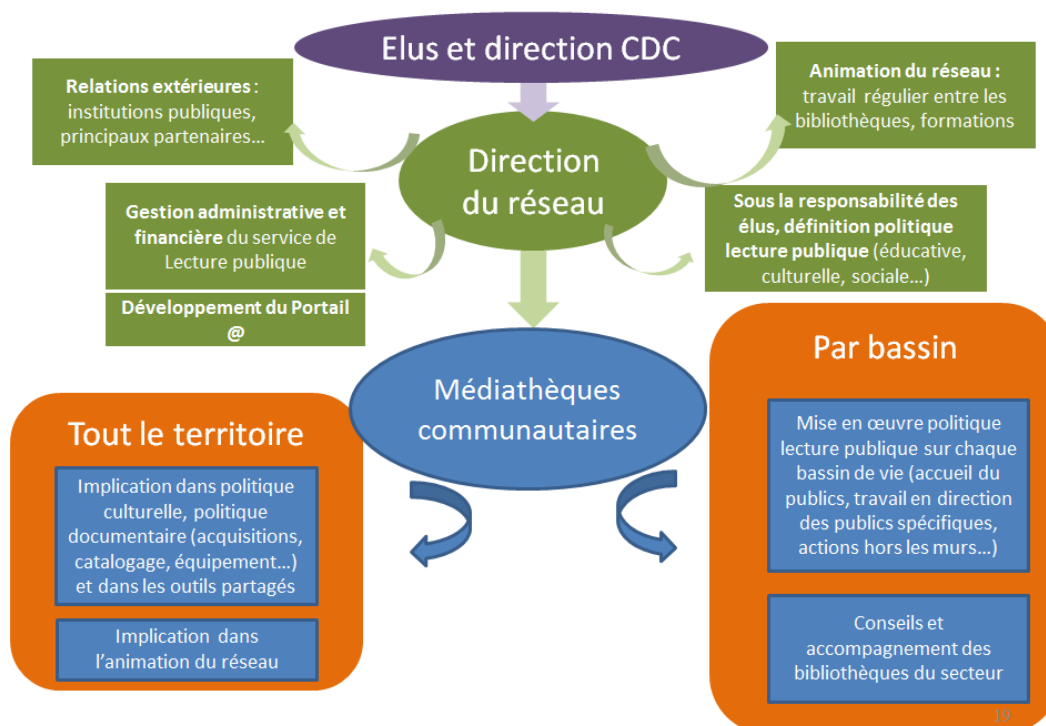 Elus et direction CDC
Relations extérieures :
institutions publiques,
principaux partenaires…
Animation du réseau :
travail régulier entre les
bibliothèques, formations
Direction
du réseau
Gestion administrative et
financière du service de
Lecture publique
Développement du Portail
@
Sous la responsabilité des
élus, définition politique
lecture publique (éducative,
culturelle, sociale…)
Médiathèques
communautaires
Tout le territoire
Implication dans politique
culturelle, politique
documentaire (acquisitions,
catalogage, équipement…)
et dans les outils partagés
Implication dans
l’animation du réseau
Par bassin
Mise en œuvre politique
lecture publique sur chaque
bassin de vie (accueil du
publics, travail en direction
des publics spécifiques,
actions hors les murs…)
Conseils et
accompagnement des
bibliothèques du secteur
19